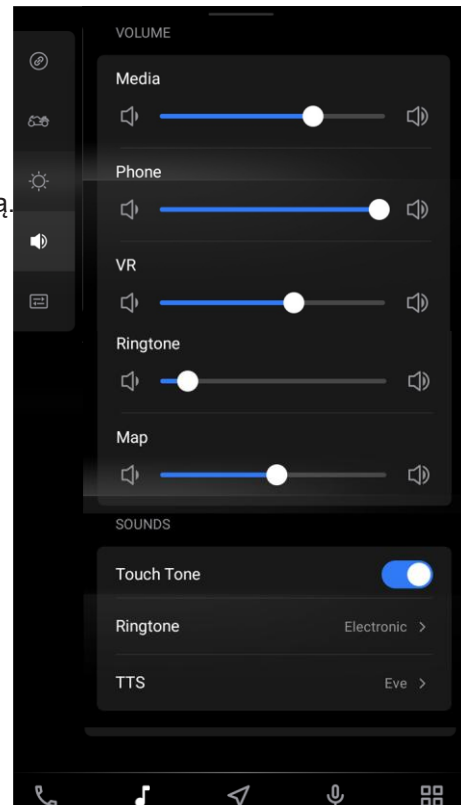 VOLUME
Media
Phone
ą.
VR
Ringtone
Map
SOUNDS
Touch Tone
Ringtone Electronic >
TTS Eve >